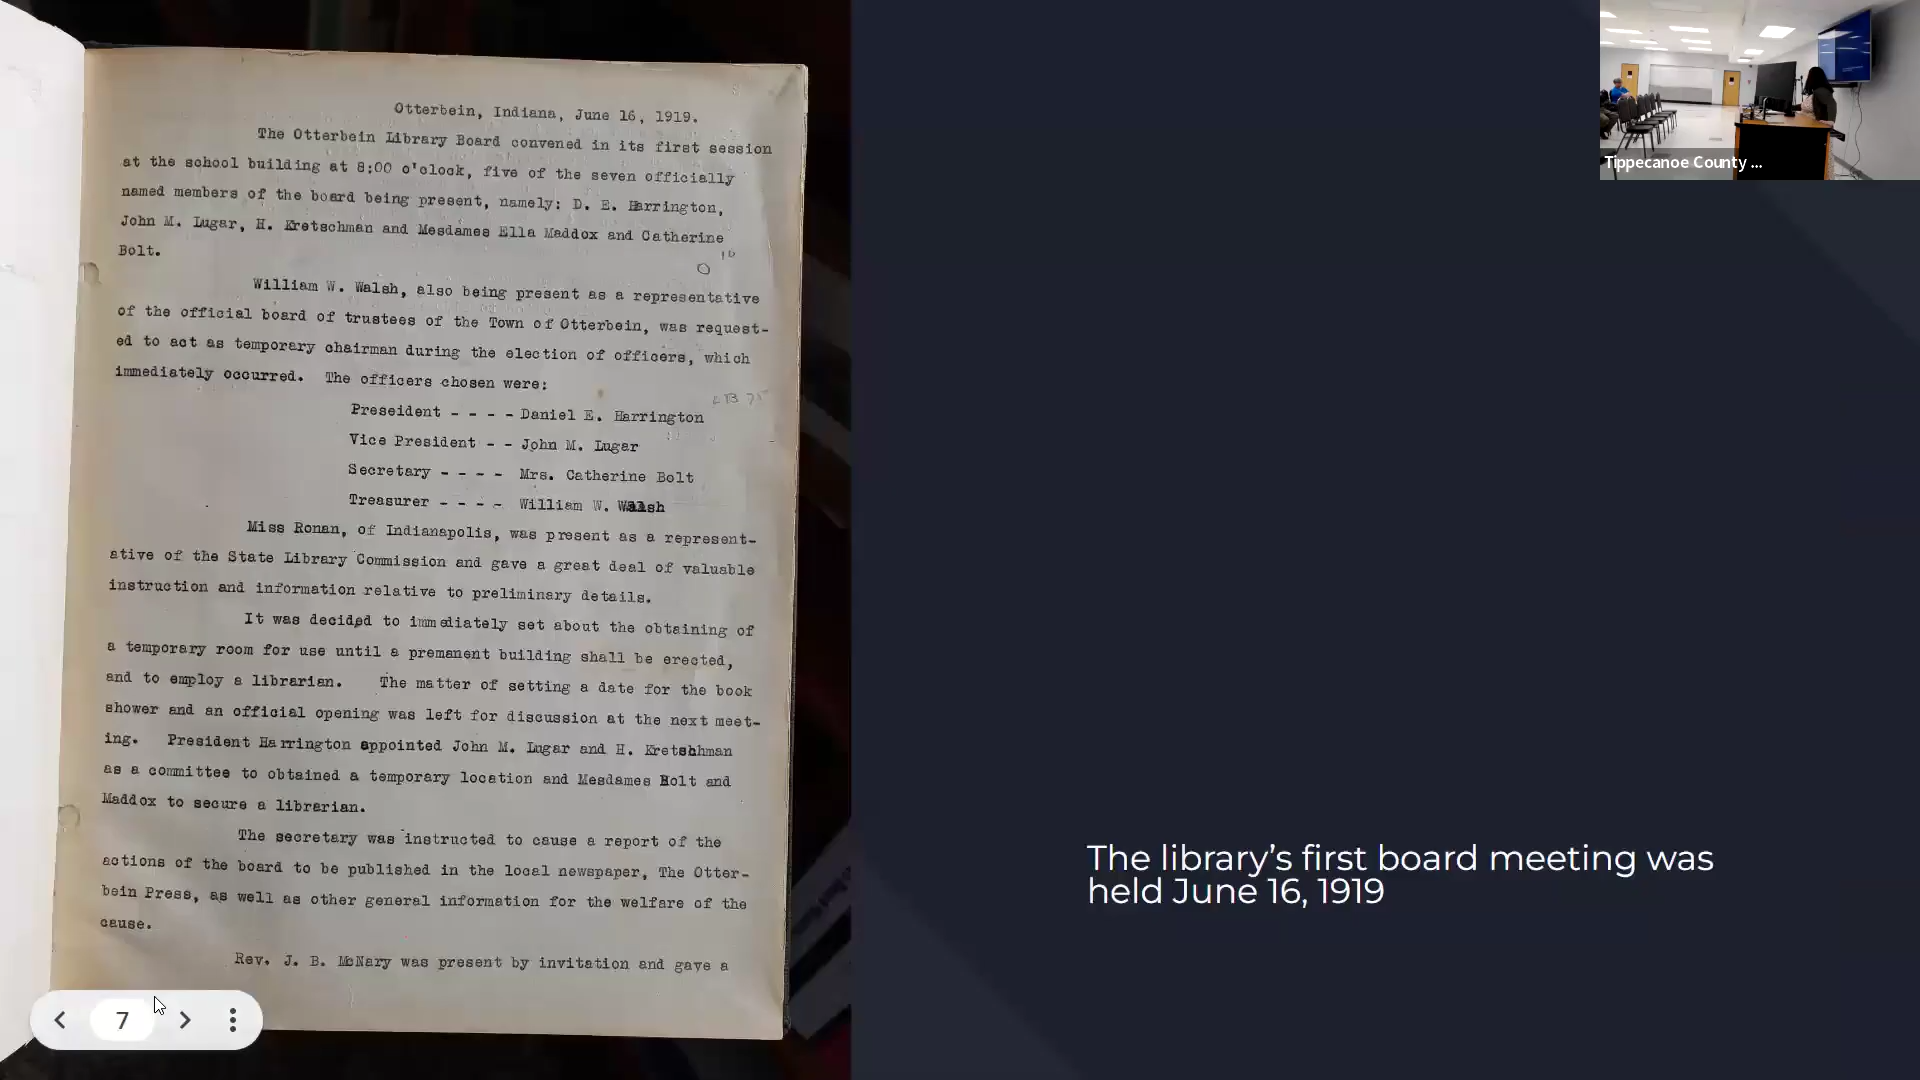 Otterbein, Indiana, June 16, 1919.
The Otterbein Library Board convened in its first session
at the school building at 8:00 o'clock, five of the seven officially
named members of the board being present, namely: D. E. Harrington,
John M. Lugar, H. Kretschman and Mesdames Ella Maddox and Catherine
Bolt.
William W. Walsh, also being present as a representative
of the official board of trustees of the Town of Otterbein, was request-
ed to act as temporary chairman during the election of officers, which
immediately occurred. The officers chosen were:
Preseident - - - - Daniel E. Harrington
Vice President - - John M. Lugar
Secretary - - - - Mrs. Catherine Bolt
Treasurer - - - - William W. Walsh
Miss Ronan, of Indianapolis, was present as a represent-
ative of the State Library Commission and gave a great deal of valuable
instruction and information relative to preliminary details.
It was decided to immediately set about the obtaining of
a temporary room for use until a premanent building shall be erected,
and to employ a librarian. The matter of setting a date for the book
shower and an official opening was left for discussion at the next meet-
ing. President Harrington appointed John M. Lugar and H. Kretschman
as a committee to obtained a temporary location and Mesdames Bolt and
Maddox to secure a librarian.
The secretary was instructed to cause a report of the
actions of the board to be published in the local newspaper, The Otter-
bein Press, as well as other general information for the welfare of the
cause.
Rev. J. B. McNary was present by invitation and gave a
7
The library's first board meeting was
held June 16, 1919
Tippecanoe County ...